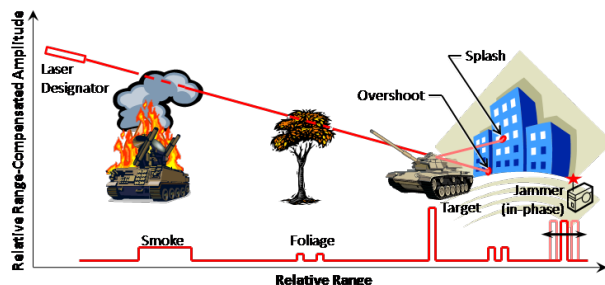 Relative Range-Compensated Amplitude
Laser
Designator
Splash
Overshoot
Target
Jammer
(in-phase)
Smoke
Foliage
Relative Range